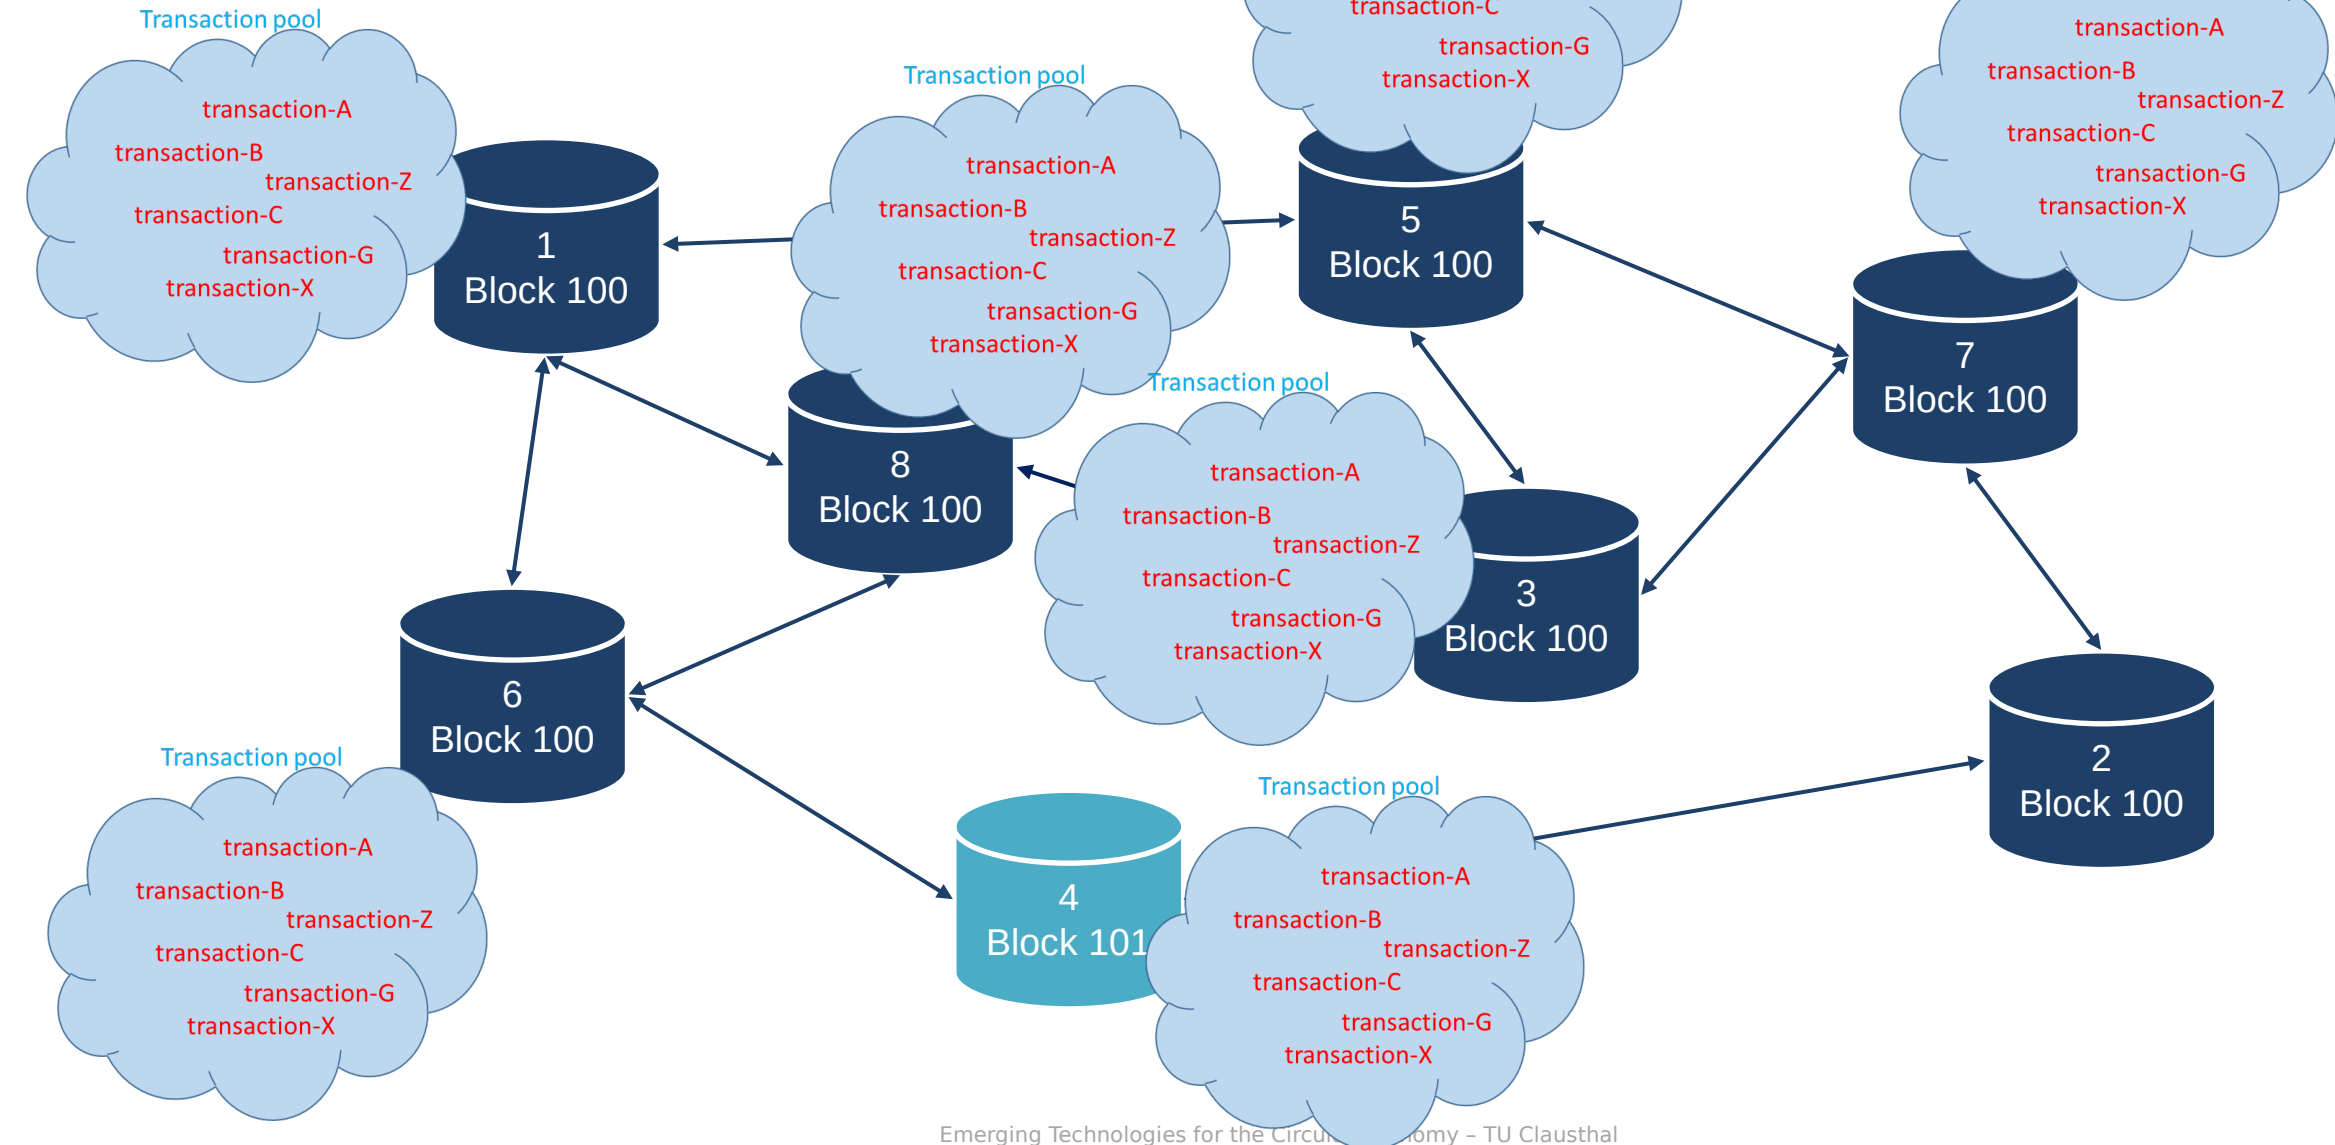 Transaction pool
transaction-A
transaction-B
transaction-Z
transaction-C
transaction-G
transaction-X
1
Block 100
Transaction pool
transaction-A
transaction-B
transaction-Z
transaction-C
transaction-G
transaction-X
8
Block 100
transaction-C
transaction-G
transaction-X
5
Block 100
transaction-A
transaction-B
transaction-Z
transaction-C
transaction-G
transaction-X
7
Block 100
Transaction pool
transaction-A
transaction-B
transaction-Z
transaction-C
transaction-G
transaction-X
3
Block 100
6
Block 100
Transaction pool
transaction-A
transaction-B
transaction-Z
transaction-C
transaction-G
transaction-X
4
Block 101
Transaction pool
transaction-A
transaction-B
transaction-Z
transaction-C
transaction-G
transaction-X
2
Block 100
Emerging Technologies for the – TU Clausthal